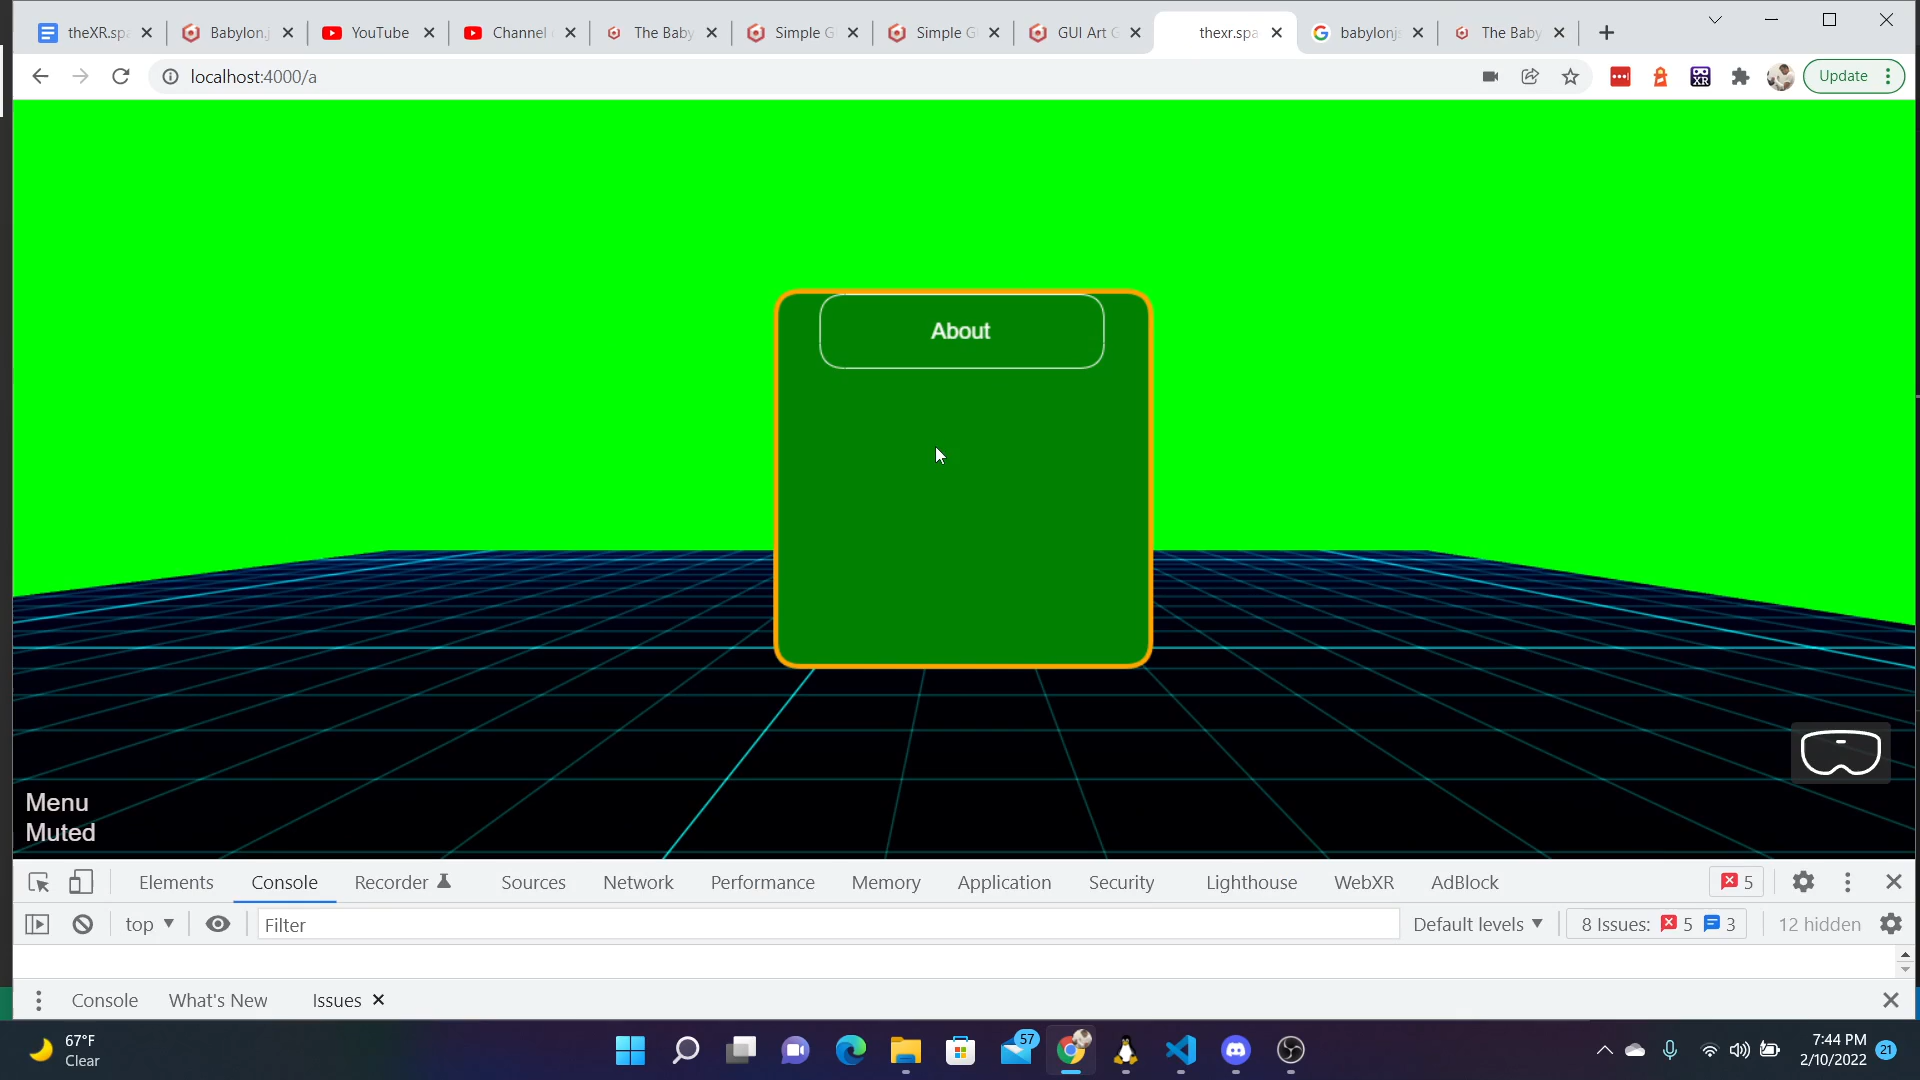 theXR.spa
Babylon.j
YouTube
Channel
The Baby
Simple G
Simple G
GUI Art G
thexr.spa
babylonjs
The Baby
localhost:4000/a
XR
Update
About
Menu
Muted
Elements Console Recorder Sources Network Performance Memory Application Security Lighthouse WebXR AdBlock 5
top Filter Default levels 8 Issues: 5 3 12 hidden
Console What's New Issues
67°F
Clear
57
7:44 PM
2/10/2022
21